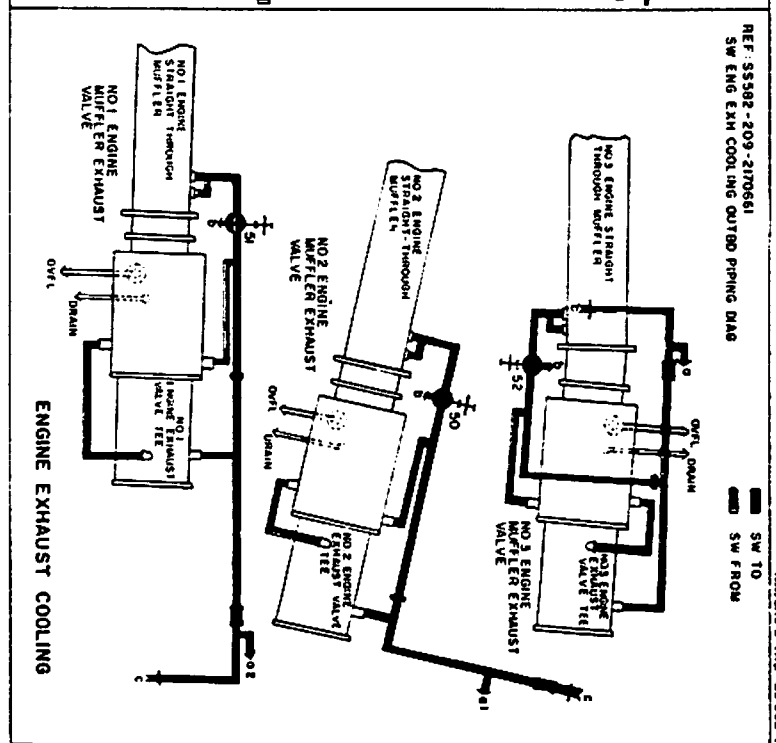 REF: SS582-209-2170661
SW ENG EXH COOLING OUTBD PIPING DIAG
SW TO
SW FROM
NO 3 ENGINE STRAIGHT
THROUGH MUFFLER
a
b
52
OVFL
DRAIN
NO 3 ENGINE
EXHAUST
VALVE TEE
NO 3 ENGINE
MUFFLER EXHAUST
VALVE
NO 2 ENGINE
STRAIGHT-THROUGH
MUFFLER
NO 2 ENGINE
MUFFLER EXHAUST
VALVE
50
OVFL
DRAIN
NO 2 ENGINE
EXHAUST VALVE
TEE
NO 1 ENGINE
STRAIGHT THROUGH
MUFFLER
NO 1 ENGINE
MUFFLER EXHAUST
VALVE
b
51
OVFL
DRAIN
NO 1
ENGINE EXHAUST
VALVE TEE
C
ENGINE EXHAUST COOLING